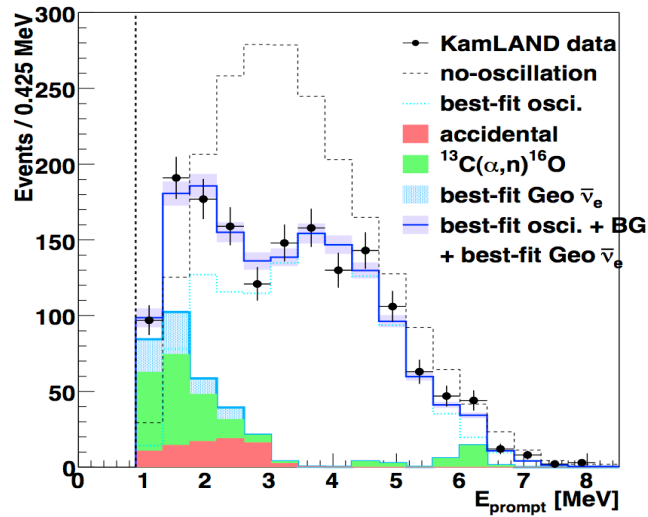 Events / 0.425 MeV
300
250
200
150
100
50
0
KamLAND data
no-oscillation
best-fit osci.
accidental
¹³C(α,n)¹⁶O
best-fit Geo ν̅ₑ
best-fit osci. + BG
+ best-fit Geo ν̅ₑ
0 1 2 3 4 5 6 7 8
E_prompt [MeV]